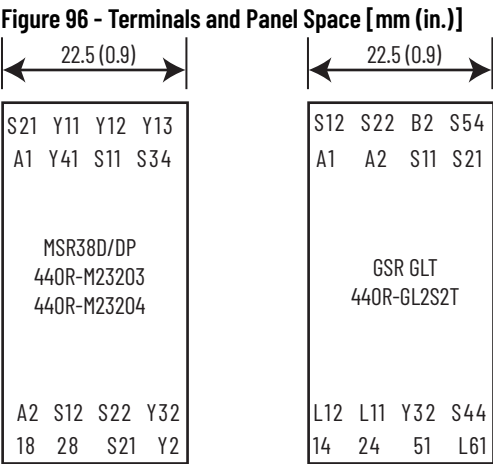 Figure 96 - Terminals and Panel Space [mm (in.)]
22.5 (0.9)
S21 Y11 Y12 Y13
A1 Y41 S11 S34
MSR38D/DP
440R-M23203
440R-M23204
A2 S12 S22 Y32
18 28 S21 Y2
22.5 (0.9)
S12 S22 B2 S54
A1 A2 S11 S21
GSR GLT
440R-GL2S2T
L12 L11 Y32 S44
14 24 51 L61